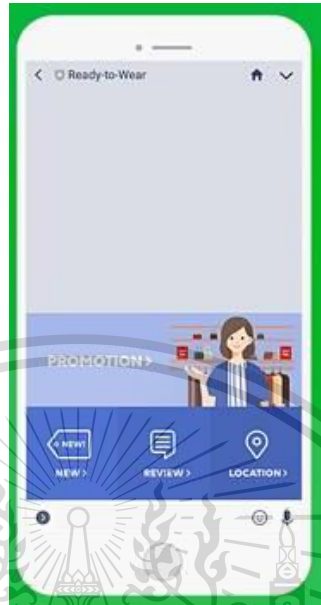 Ready-to-Wear
PROMOTION >
NEW!
NEW >
REVIEW >
LOCATION >